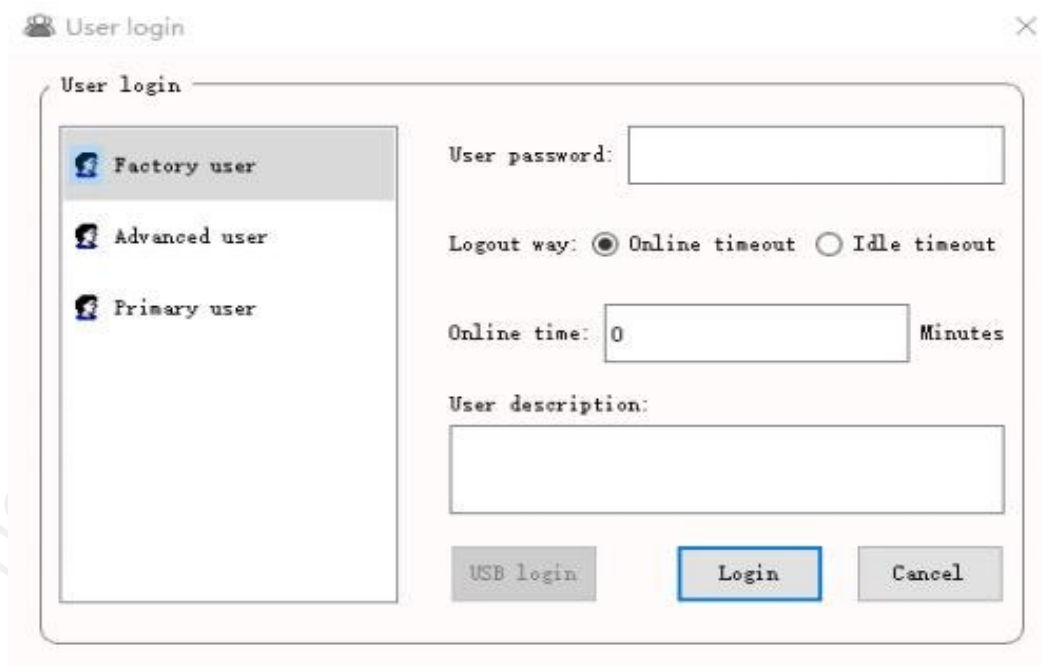 User login
User login
Factory user
Advanced user
Primary user
User password:
Logout way: Online timeout Idle timeout
Online time: 0 Minutes
User description:
USB login Login Cancel